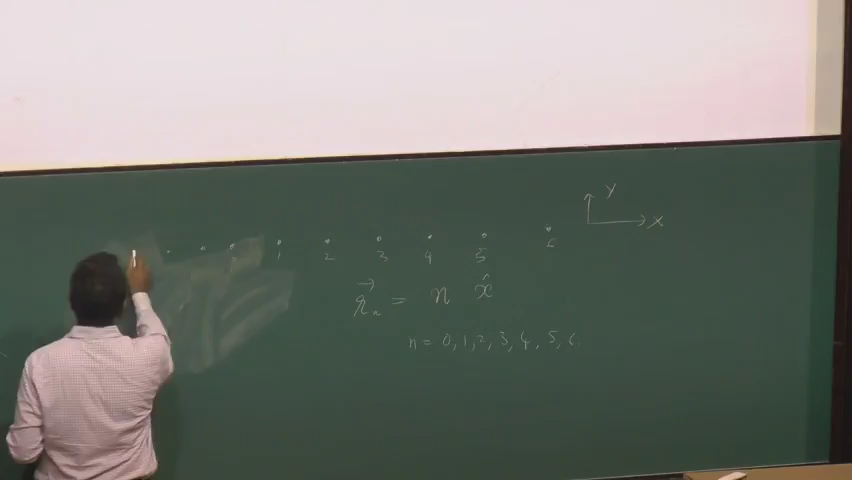 Y
X
1 2 3 4 5 6
r⃗ₙ = n x̂
n = 0, 1, 2, 3, 4, 5, 6